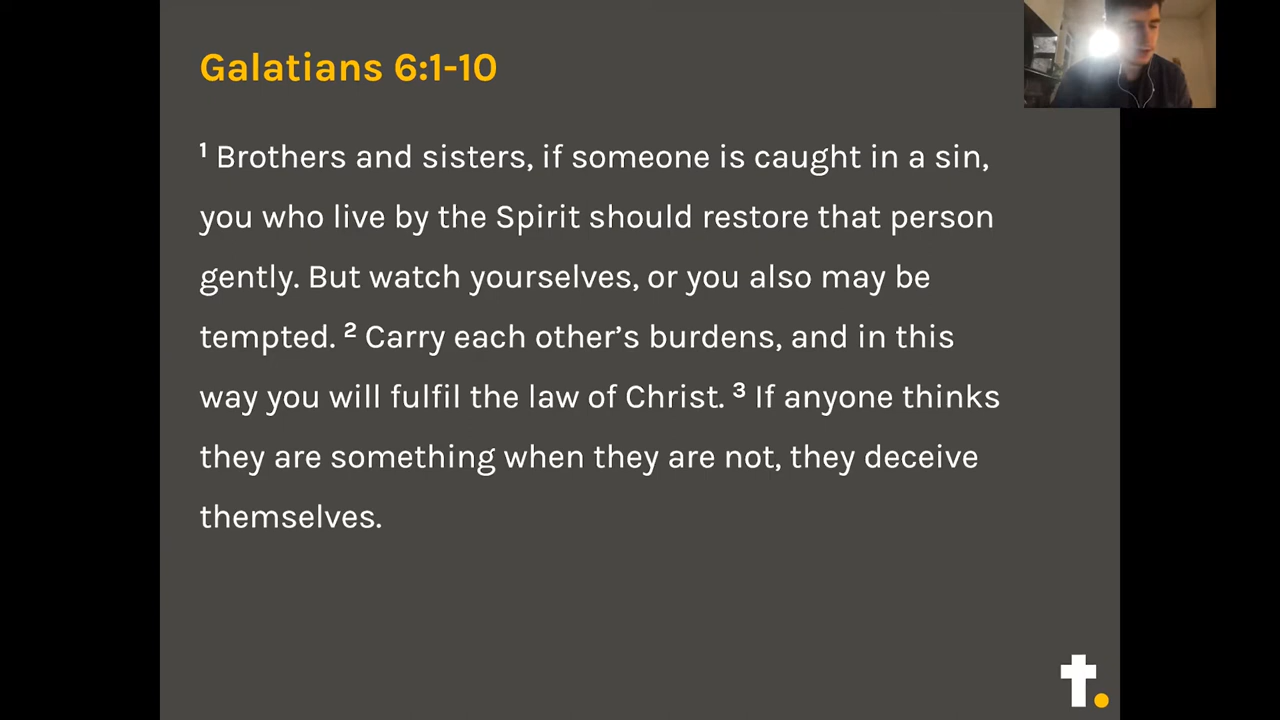 Galatians 6:1-10
¹ Brothers and sisters, if someone is caught in a sin,
you who live by the Spirit should restore that person
gently. But watch yourselves, or you also may be
tempted. ² Carry each other’s burdens, and in this
way you will fulfil the law of Christ. ³ If anyone thinks
they are something when they are not, they deceive
themselves.